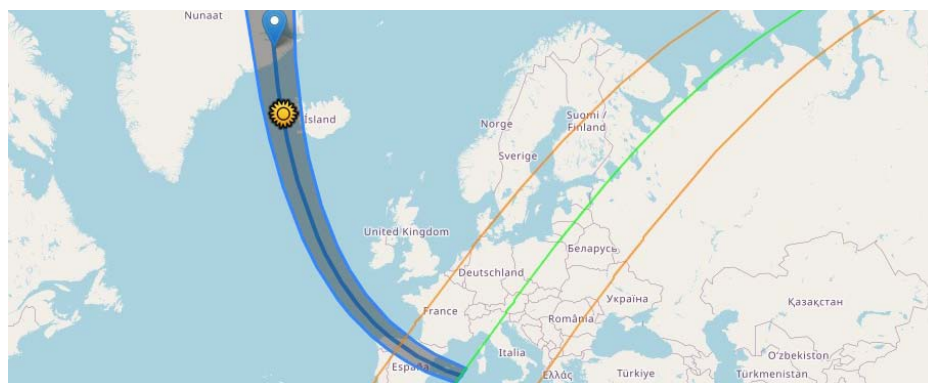 Nunaat
Ísland
Norge
Suomi /
Finland
Sverige
United Kingdom
Беларусь
Deutschland
Україна
Қазақстан
France
România
Italia
O'zbekiston
España
Ελλάς
Türkiye
Türkmenistan